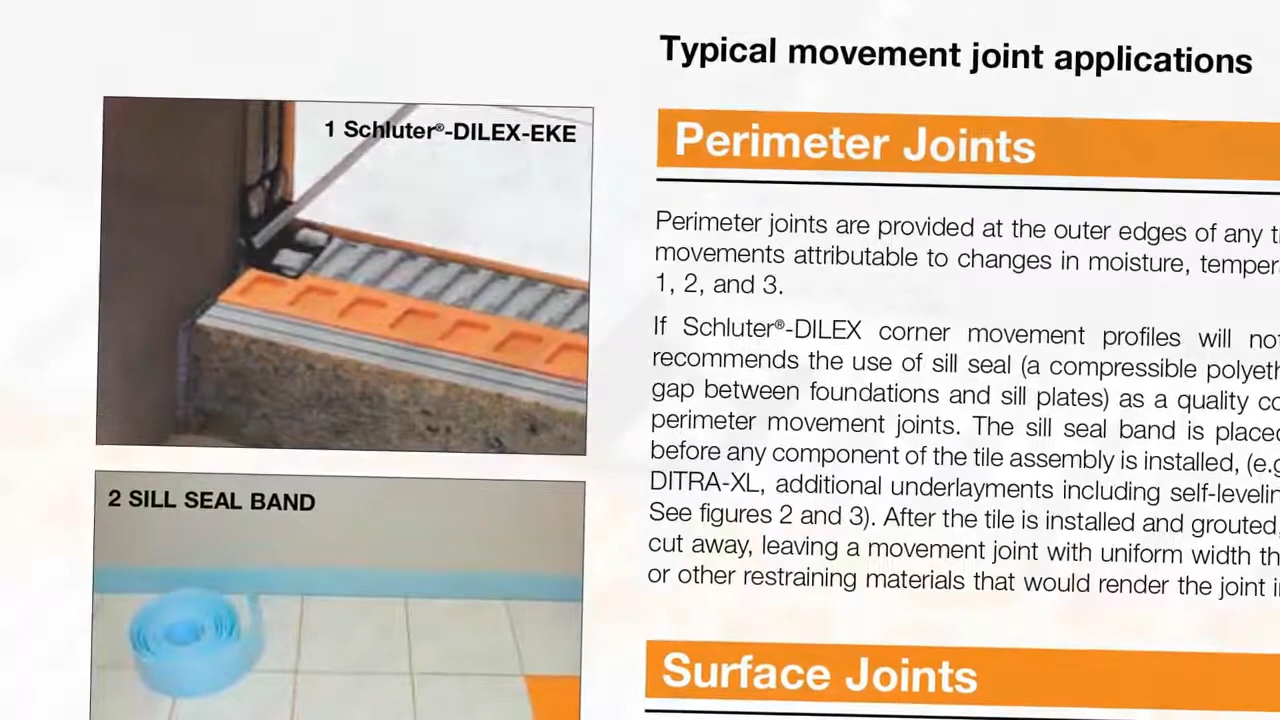 Typical movement joint applications
1 Schluter®-DILEX-EKE
Perimeter Joints
Perimeter joints are provided at the outer edges of any
movements attributable to changes in moisture,
1, 2, and 3.
If Schluter®-DILEX corner movement profiles will
recommends the use of sill seal (a compressible
gap between foundations and sill plates) as a quality
perimeter movement joints. The sill seal band is
before any component of the tile assembly is installed,
DITRA-XL, additional underlayments including
See figures 2 and 3). After the tile is installed and grouted,
cut away, leaving a movement joint with uniform width
or other restraining materials that would render the joint
2 SILL SEAL BAND
Surface Joints